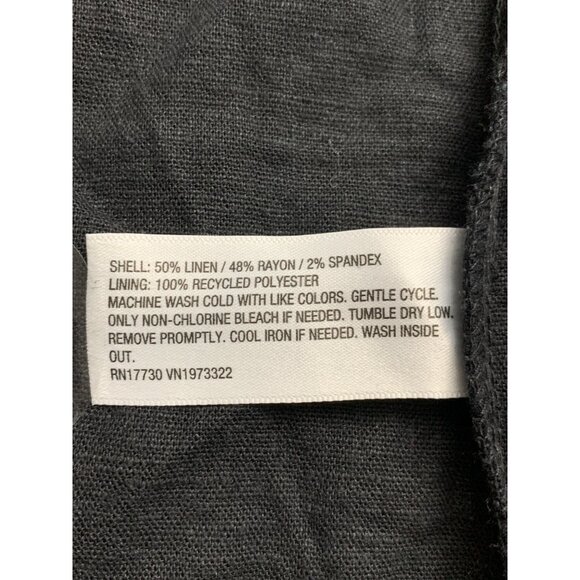 SHELL: 50% LINEN / 48% RAYON / 2% SPANDEX
LINING: 100% RECYCLED POLYESTER
MACHINE WASH COLD WITH LIKE COLORS. GENTLE CYCLE.
ONLY NON-CHLORINE BLEACH IF NEEDED. TUMBLE DRY LOW.
REMOVE PROMPTLY. COOL IRON IF NEEDED. WASH INSIDE
OUT.
RN17730 VN1973322